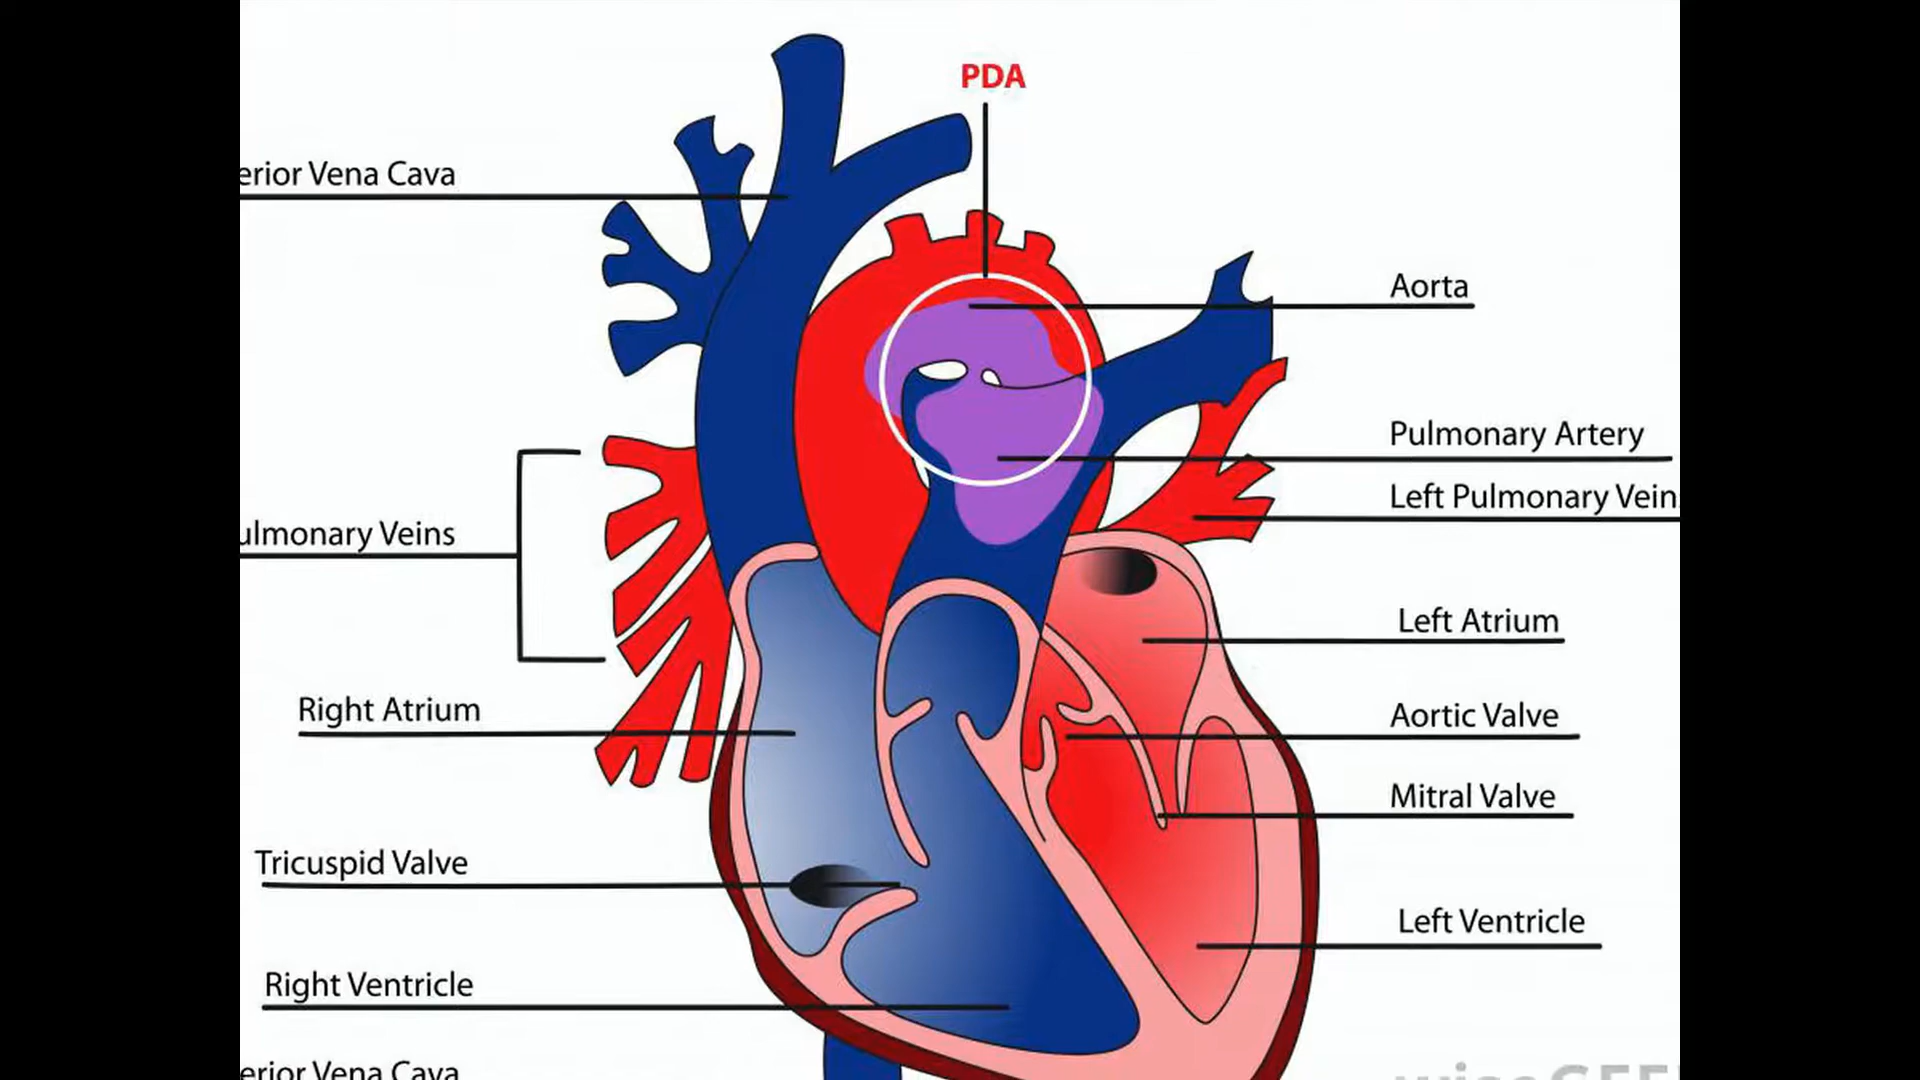 PDA
erior Vena Cava
Aorta
Pulmonary Artery
Left Pulmonary Vein
ulmonary Veins
Left Atrium
Right Atrium
Aortic Valve
Mitral Valve
Tricuspid Valve
Left Ventricle
Right Ventricle
erior Vena Cava